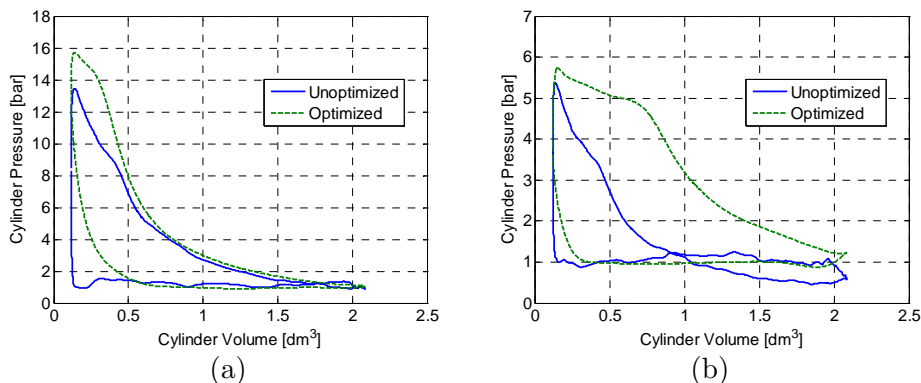 18
16
14
12
10
8
6
4
2
0
Cylinder Pressure [bar]
Unoptimized
Optimized
0 0.5 1 1.5 2 2.5
Cylinder Volume [dm³]
(a)
7
6
5
4
3
2
1
0
Cylinder Pressure [bar]
Unoptimized
Optimized
0 0.5 1 1.5 2 2.5
Cylinder Volume [dm³]
(b)